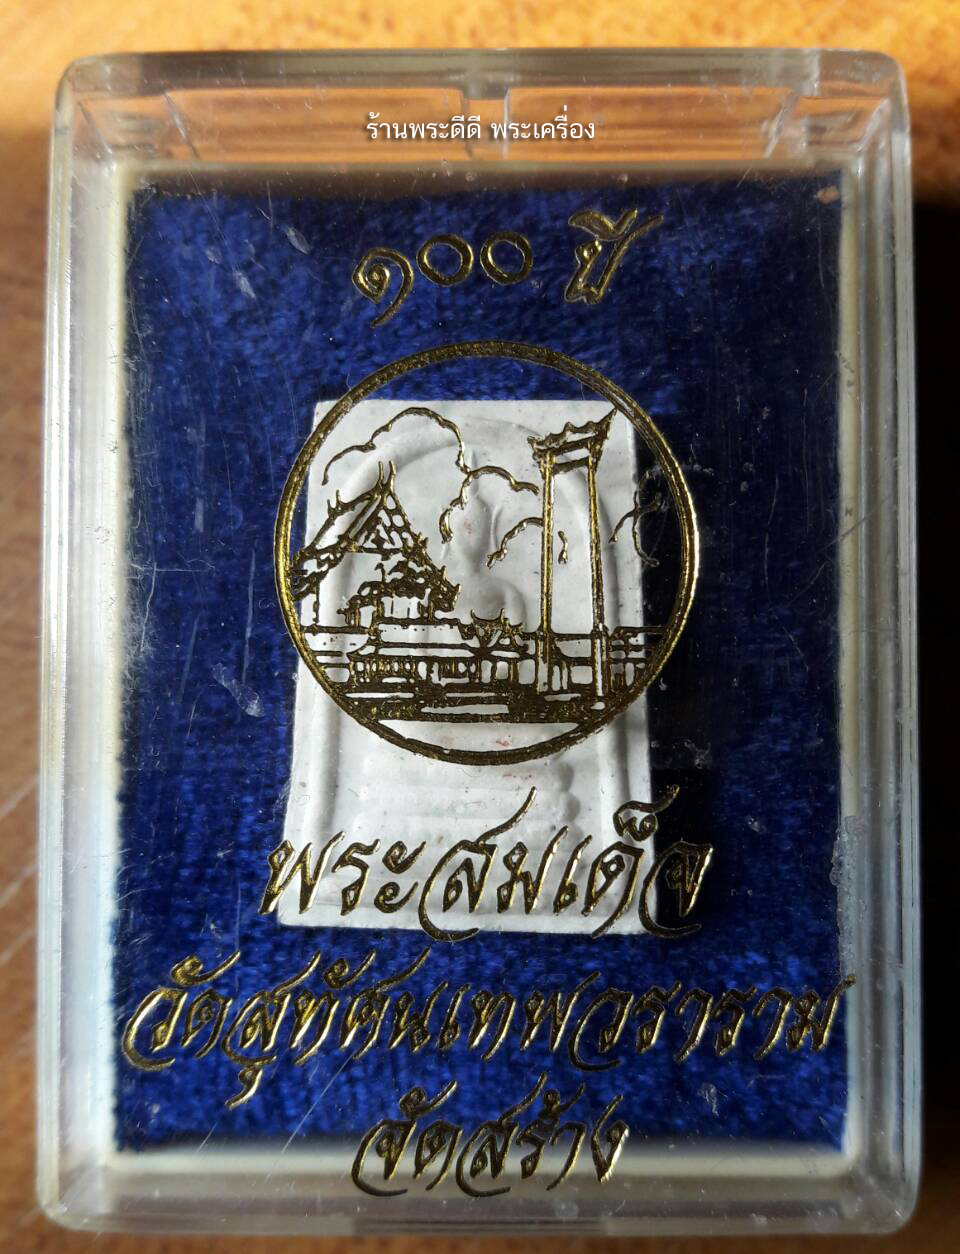 ร้านพระดีดี พระเครื่อง
๑๐๐ ปี
พระสมเด็จ
วัดสุทัศนเทพวราราม
จัดสร้าง